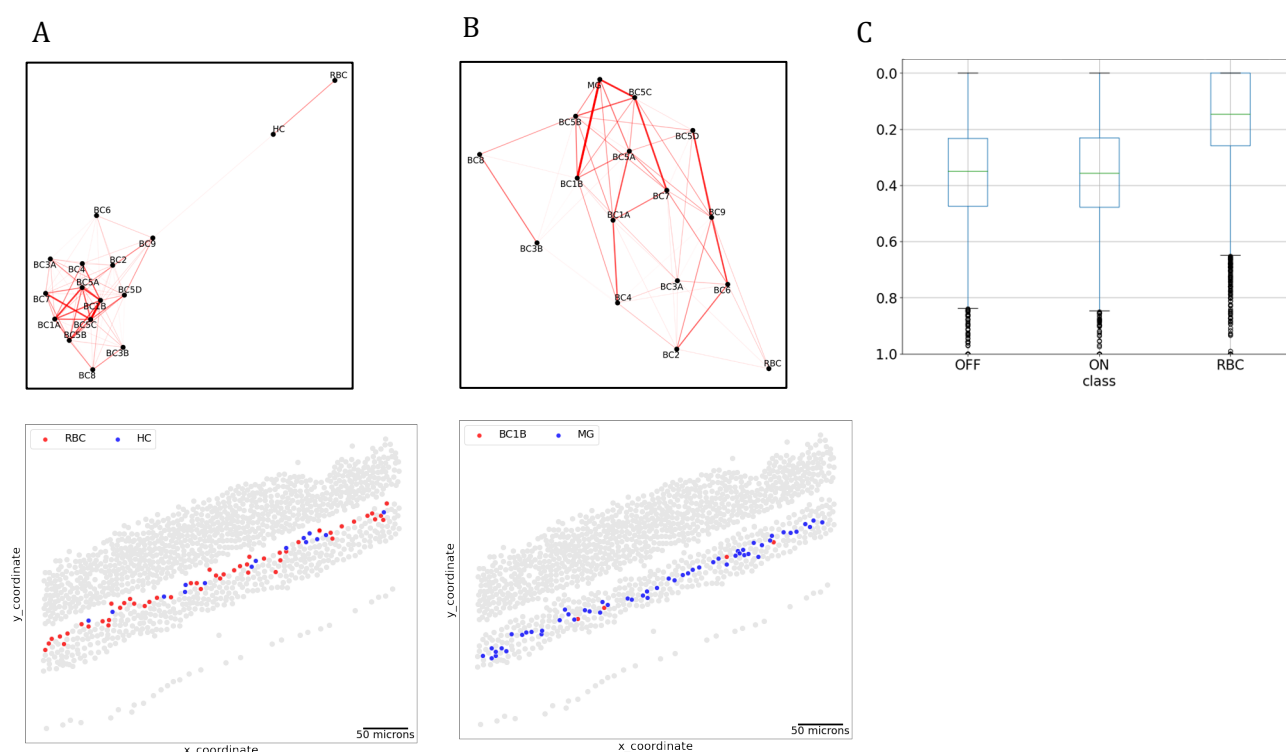 A
B
C
RBC
HC
BC6
BC9
BC3A
BC4
BC2
BC5A
BC7
BC1B
BC5D
BC1A
BC5C
BC5B
BC3B
BC8
MG
BC5C
BC5B
BC5D
BC8
BC5A
BC1B
BC7
BC1A
BC9
BC3B
BC3A
BC4
BC6
BC2
RBC
0.0
0.2
0.4
0.6
0.8
1.0
OFF ON RBC
class
RBC HC
y_coordinate
50 microns
x_coordinate
BC1B MG
y_coordinate
50 microns
x_coordinate